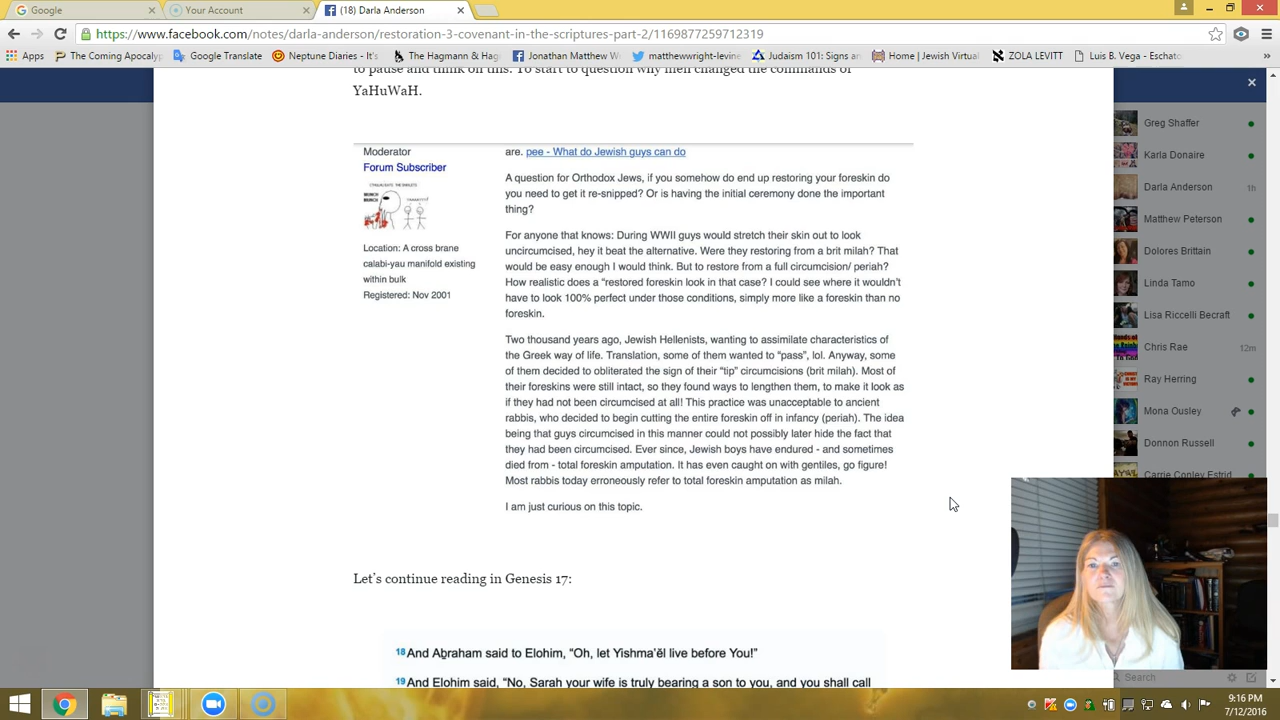 Google
Your Account
(18) Darla Anderson
https://www.facebook.com/notes/darla-anderson/restoration-3-covenant-in-the-scriptures-part-2/1169877259712319
Apps
The Coming Apocalyp
Google Translate
Neptune Diaries - I
The Hagmann & Hag
Jonathan Matthew W
matthewwright-levine
Judaism 101: Signs an
Home | Jewish Virtual
ZOLA LEVITT
Luis B. Vega - Eschato
»
to pause and think on this. To start to question why men changed the commands of
YaHuWaH.
Moderator
Forum Subscriber
Location: A cross brane
calabi-yau manifold existing
within bulk
Registered: Nov 2001
are. pee - What do Jewish guys can do
A question for Orthodox Jews, if you somehow do end up restoring your foreskin do
you need to get it re-snipped? Or is having the initial ceremony done the important
thing?
For anyone that knows: During WWII guys would stretch their skin out to look
uncircumcised, hey it beat the alternative. Were they restoring from a brit milah? That
would be easy enough I would think. But to restore from a full circumcision/ periah?
How realistic does a "restored foreskin look in that case? I could see where it wouldn't
have to look 100% perfect under those conditions, simply more like a foreskin than no
foreskin.
Two thousand years ago, Jewish Hellenists, wanting to assimilate characteristics of
the Greek way of life. Translation, some of them wanted to "pass", lol. Anyway, some
of them decided to obliterated the sign of their "tip" circumcisions (brit milah). Most of
their foreskins were still intact, so they found ways to lengthen them, to make it look as
if they had not been circumcised at all! This practice was unacceptable to ancient
rabbis, who decided to begin cutting the entire foreskin off in infancy (periah). The idea
being that guys circumcised in this manner could not possibly later hide the fact that
they had been circumcised. Ever since, Jewish boys have endured - and sometimes
died from - total foreskin amputation. It has even caught on with gentiles, go figure!
Most rabbis today erroneously refer to total foreskin amputation as milah.
I am just curious on this topic.
Let's continue reading in Genesis 17:
18 And Aḇraham said to Elohim, "Oh, let Yishma'ĕl live before You!"
19 And Elohim said, "No, Sarah your wife is truly bearing a son to you, and you shall call
Greg Shaffer
Karla Donaire
Darla Anderson 1h
Matthew Peterson
Dolores Brittain
Linda Tamo
Lisa Riccelli Becraft
Chris Rae 12m
Ray Herring
Mona Ousley
Donnon Russell
Carrie Conley Estrid
Search
9:16 PM
7/12/2016